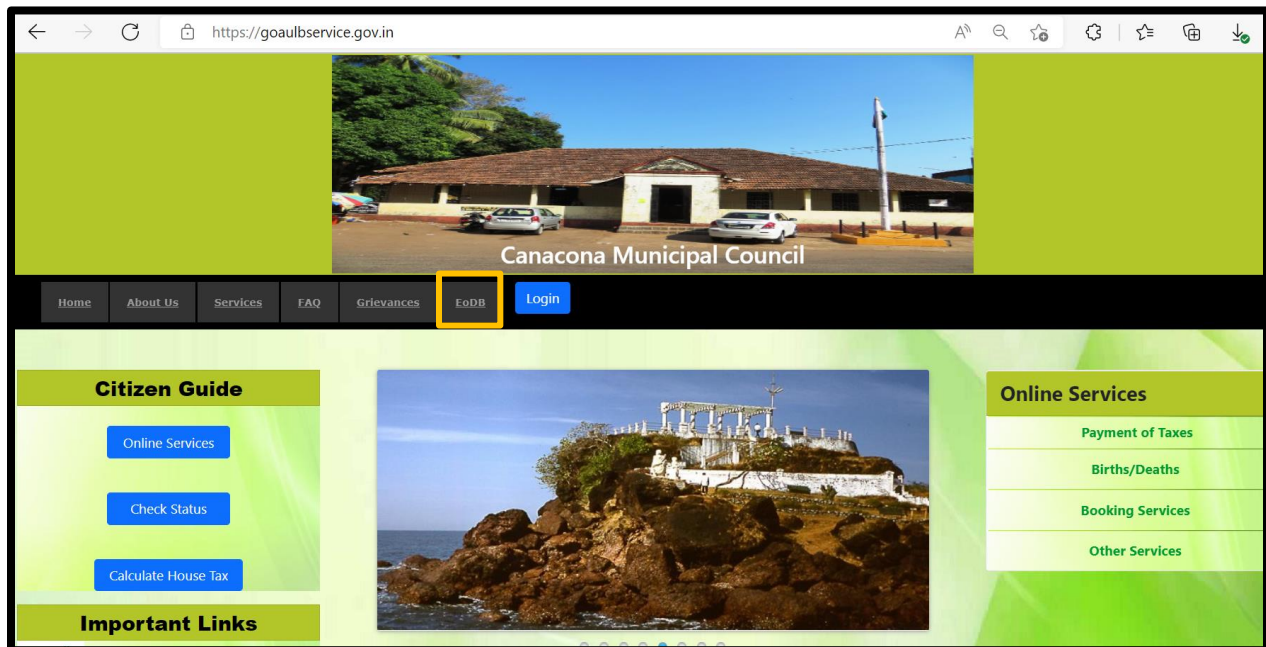 https://goaulbservice.gov.in
Canacona Municipal Council
Home About Us Services FAQ Grievances EoDB Login
Citizen Guide
Online Services
Check Status
Calculate House Tax
Important Links
Online Services
Payment of Taxes
Births/Deaths
Booking Services
Other Services